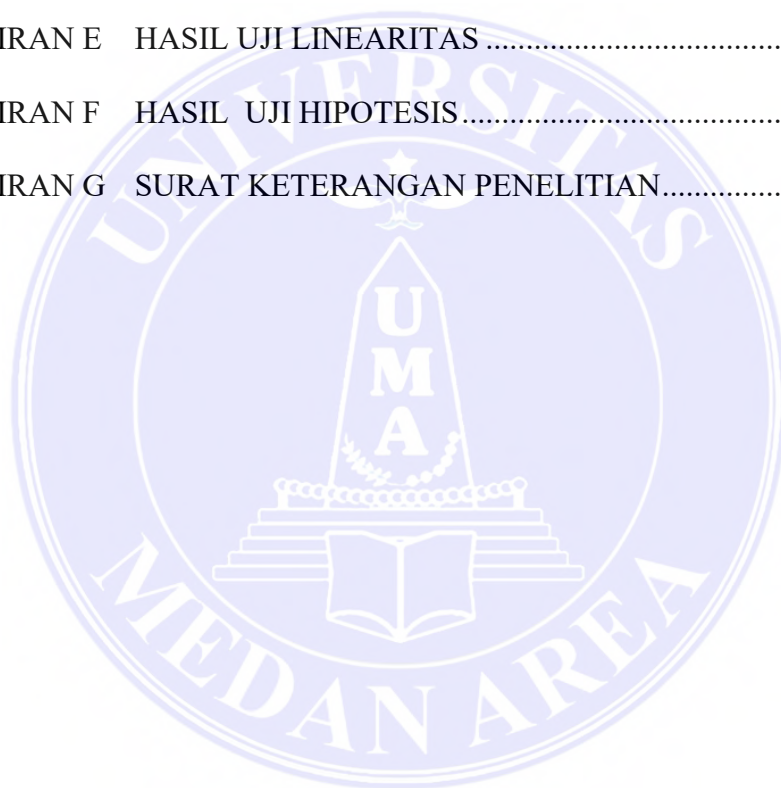 IRAN E HASIL UJI LINEARITAS ......................................
IRAN F HASIL UJI HIPOTESIS.........................................
IRAN G SURAT KETERANGAN PENELITIAN...............
UNIVERSITAS
UMA
MEDAN AREA